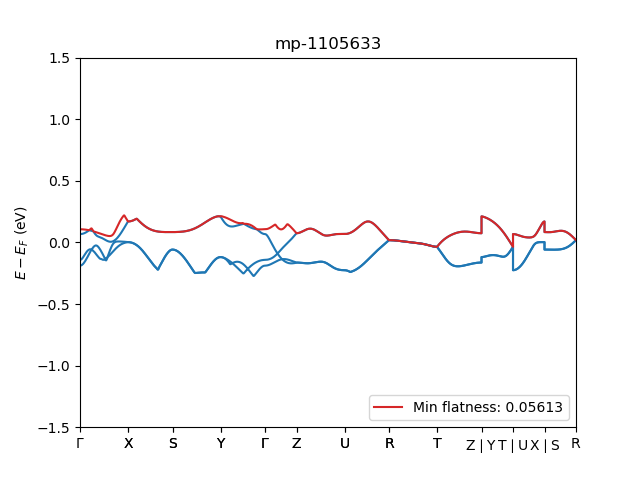 mp-1105633
E − E_F (eV)
1.5
1.0
0.5
0.0
−0.5
−1.0
−1.5
Min flatness: 0.05613
Γ X S Y Γ Z U R T Z|Y T|U X|S R